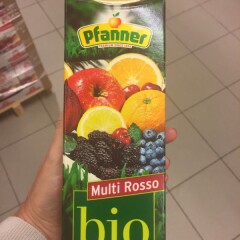 Pfanner
Multi Rosso
bio